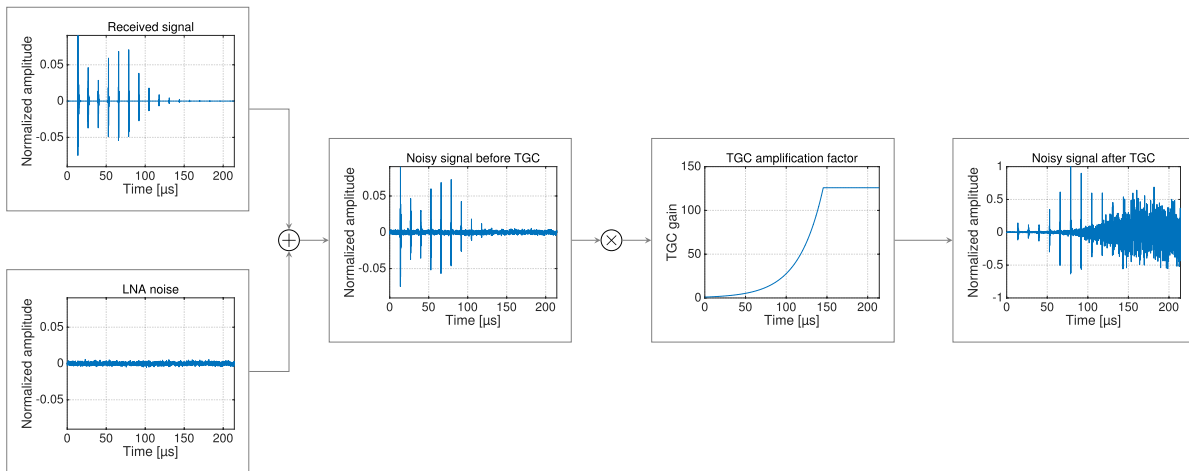 Received signal
Normalized amplitude
0.05
0
-0.05
0 50 100 150 200
Time [µs]
LNA noise
Normalized amplitude
0.05
0
-0.05
0 50 100 150 200
Time [µs]
+
Noisy signal before TGC
Normalized amplitude
0.05
0
-0.05
0 50 100 150 200
Time [µs]
×
TGC amplification factor
TGC gain
150
100
50
0
0 50 100 150 200
Time [µs]
Noisy signal after TGC
Normalized amplitude
1
0.5
0
-0.5
-1
0 50 100 150 200
Time [µs]